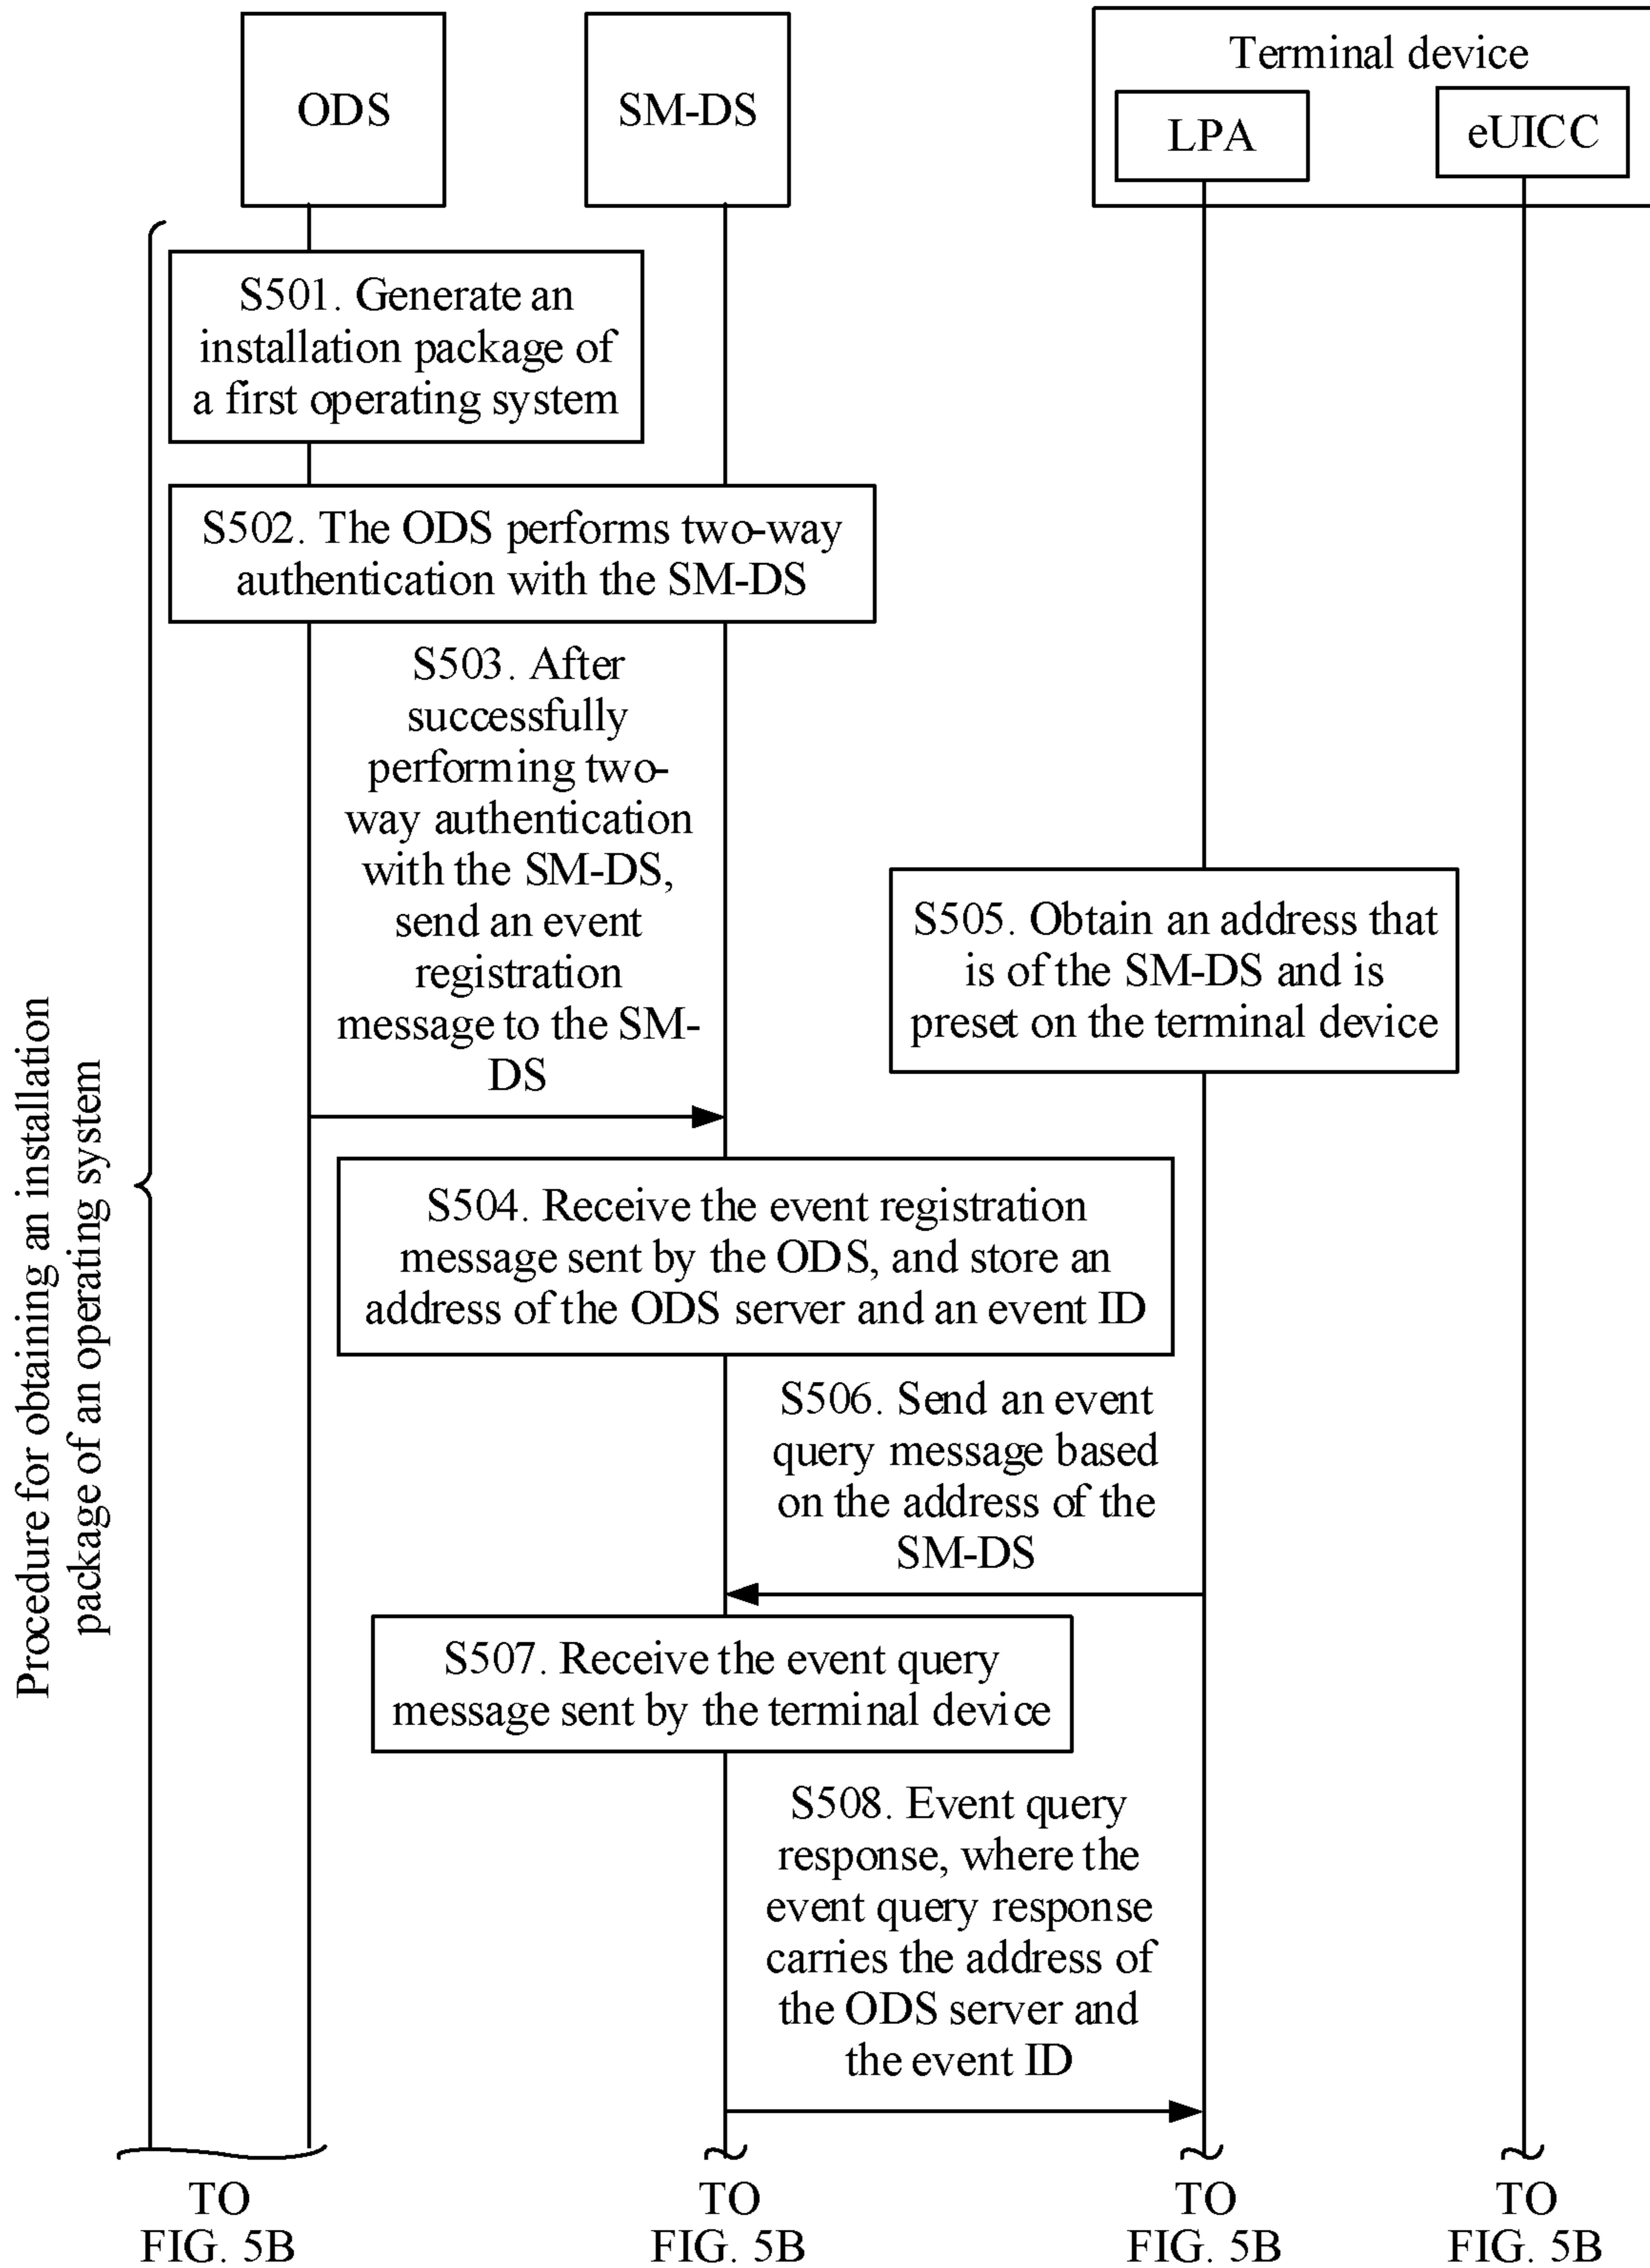 ODS
SM-DS
Terminal device
LPA
eUICC
S501. Generate an
installation package of
a first operating system
S502. The ODS performs two-way
authentication with the SM-DS
S503. After
successfully
performing two-
way authentication
with the SM-DS,
send an event
registration
message to the SM-
DS
S505. Obtain an address that
is of the SM-DS and is
preset on the terminal device
S504. Receive the event registration
message sent by the ODS, and store an
address of the ODS server and an event ID
S506. Send an event
query message based
on the address of the
SM-DS
S507. Receive the event query
message sent by the terminal device
S508. Event query
response, where the
event query response
carries the address of
the ODS server and
the event ID
Procedure for obtaining an installation
package of an operating system
TO
FIG. 5B
TO
FIG. 5B
TO
FIG. 5B
TO
FIG. 5B